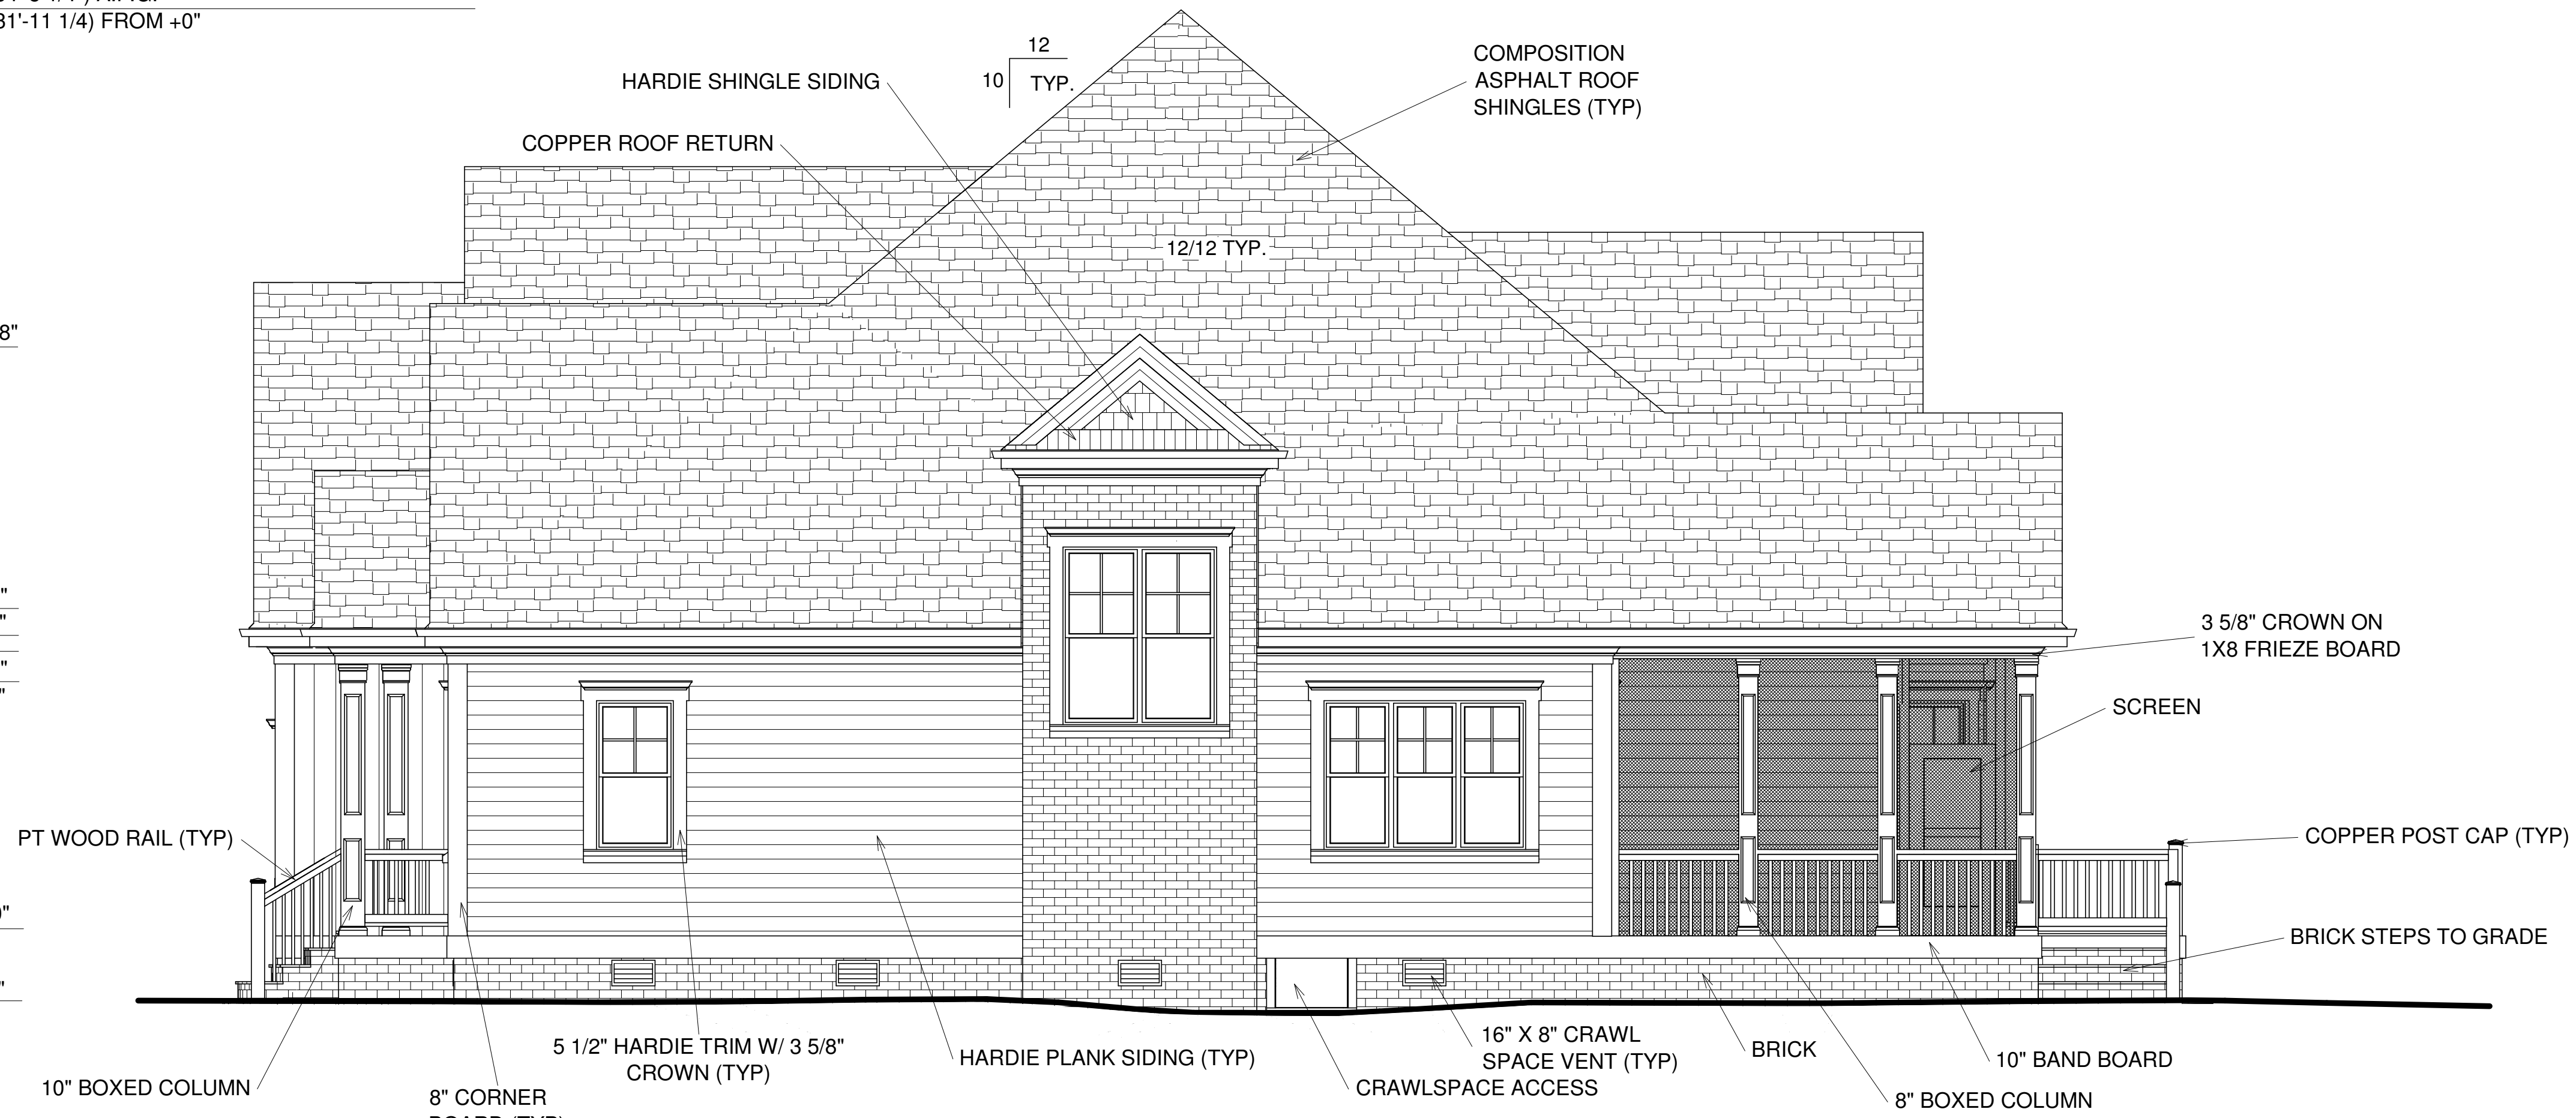 31'-11 1/4) FROM +0"
12
10
TYP.
HARDIE SHINGLE SIDING
COPPER ROOF RETURN
COMPOSITION
ASPHALT ROOF
SHINGLES (TYP)
12/12 TYP.
8"
3 5/8" CROWN ON
1X8 FRIEZE BOARD
SCREEN
PT WOOD RAIL (TYP)
COPPER POST CAP (TYP)
BRICK STEPS TO GRADE
5 1/2" HARDIE TRIM W/ 3 5/8"
CROWN (TYP)
HARDIE PLANK SIDING (TYP)
16" X 8" CRAWL
SPACE VENT (TYP)
BRICK
10" BAND BOARD
10" BOXED COLUMN
8" CORNER
BOARD (TYP)
CRAWLSPACE ACCESS
8" BOXED COLUMN